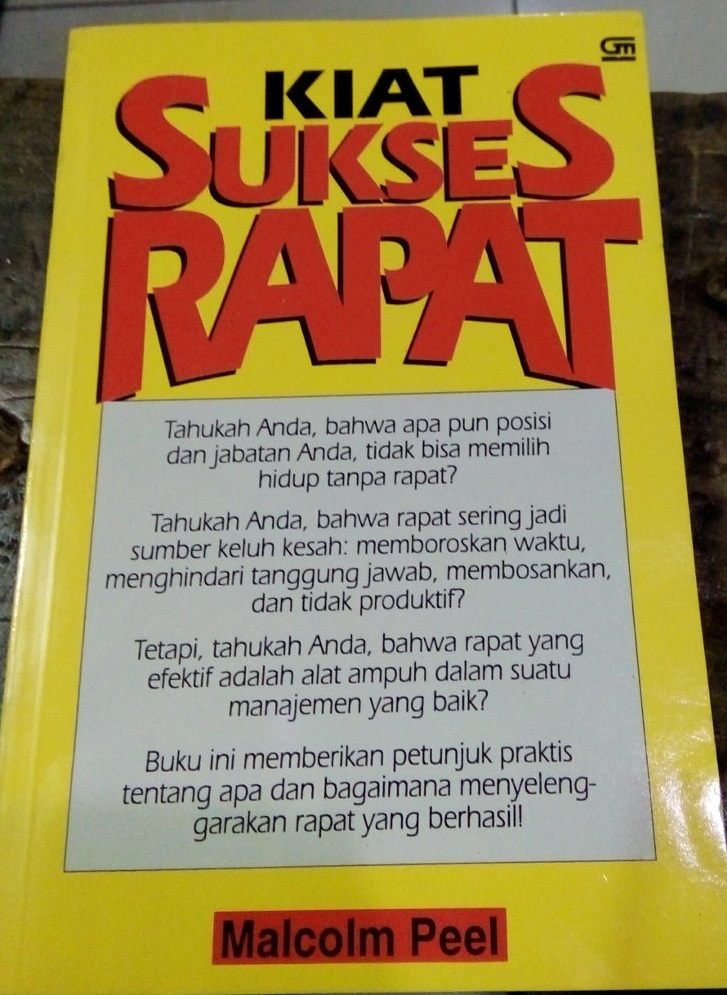 GM
KIAT
SUKSES
RAPAT
Tahukah Anda, bahwa apa pun posisi
dan jabatan Anda, tidak bisa memilih
hidup tanpa rapat?
Tahukah Anda, bahwa rapat sering jadi
sumber keluh kesah: memboroskan waktu,
menghindari tanggung jawab, membosankan,
dan tidak produktif?
Tetapi, tahukah Anda, bahwa rapat yang
efektif adalah alat ampuh dalam suatu
manajemen yang baik?
Buku ini memberikan petunjuk praktis
tentang apa dan bagaimana menyeleng-
garakan rapat yang berhasil!
Malcolm Peel